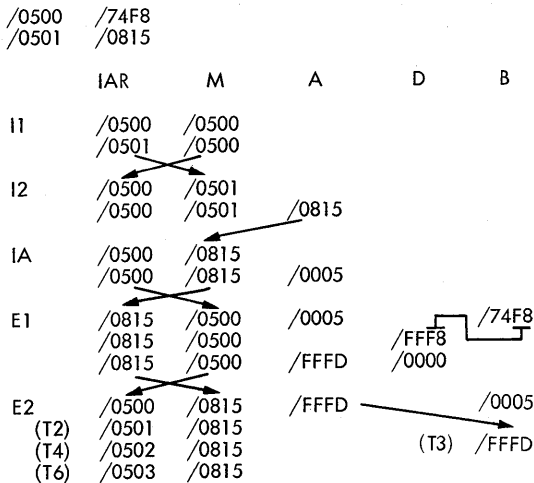 /0500 /74F8
/0501 /0815
IAR M A D B
I1 /0500 /0500
/0501 /0500
I2 /0500 /0501
/0500 /0501 /0815
IA /0500 /0815
/0500 /0815 /0005
E1 /0815 /0500 /0005 /74F8
/0815 /0500 /FFF8
/0815 /0500 /FFFD /0000
E2 /0500 /0815 /FFFD /0005
(T2) /0501 /0815
(T4) /0502 /0815 (T3) /FFFD
(T6) /0503 /0815